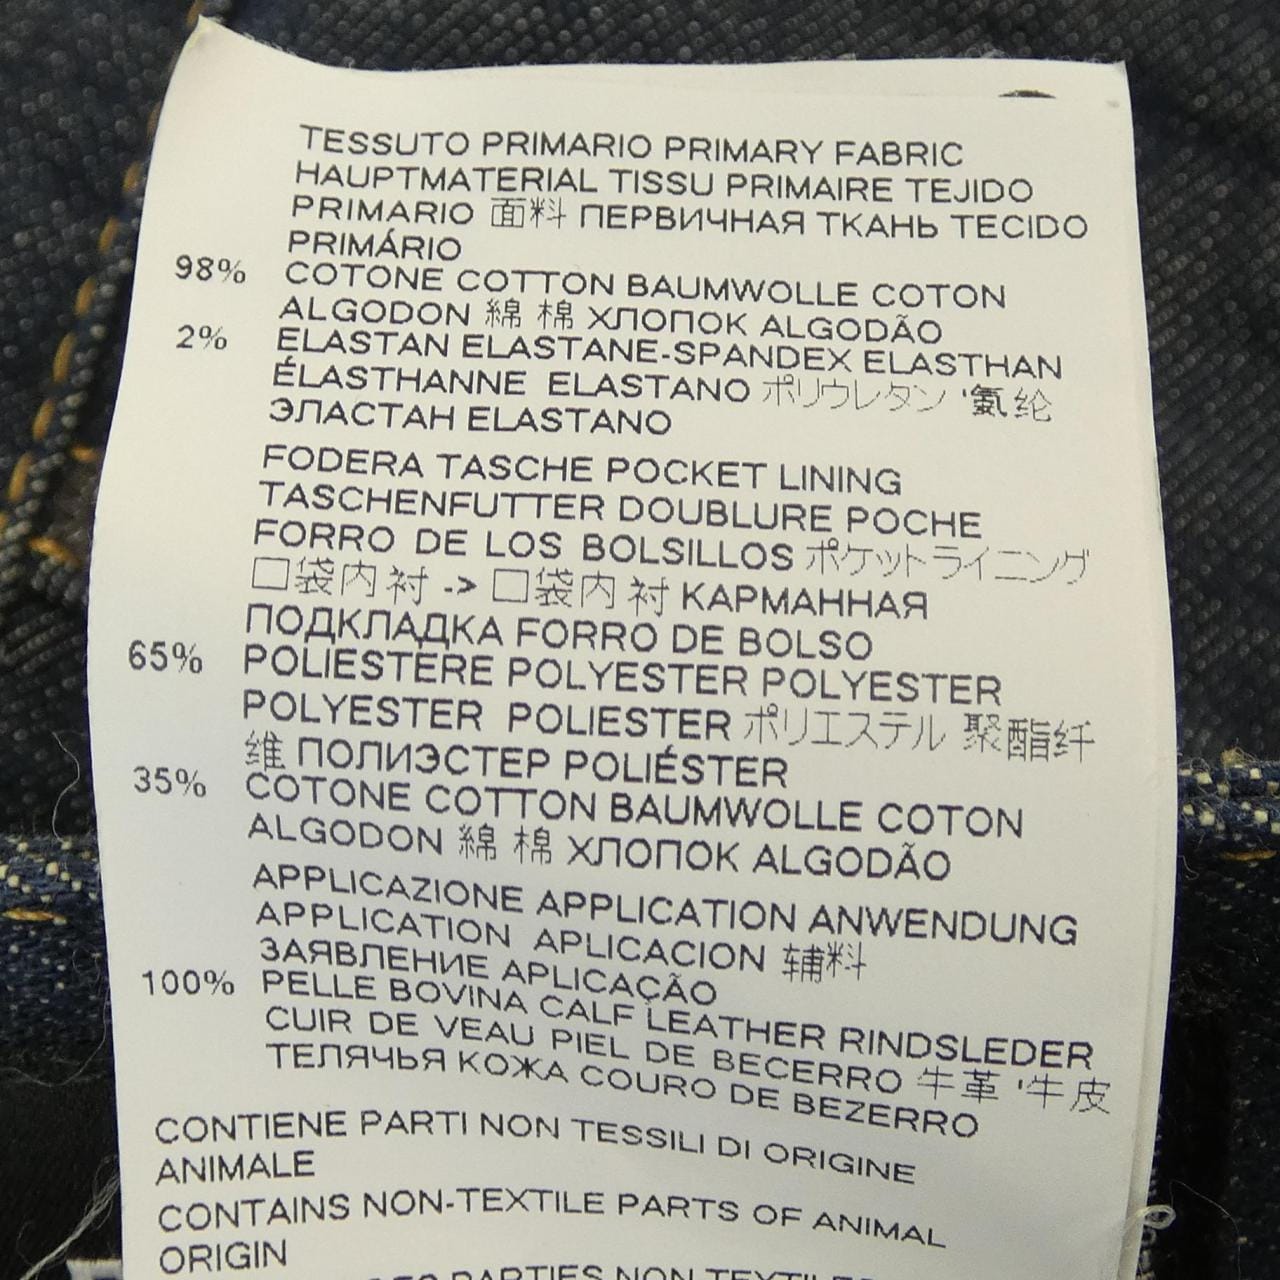 TESSUTO PRIMARIO PRIMARY FABRIC
HAUPTMATERIAL TISSU PRIMAIRE TEJIDO
PRIMARIO 面料 ПЕРВИЧНАЯ ТКАНЬ TECIDO
PRIMÁRIO
98% COTONE COTTON BAUMWOLLE COTON
ALGODON 綿 棉 ХЛОПОК ALGODÃO
2% ELASTAN ELASTANE-SPANDEX ELASTHAN
ÉLASTHANNE ELASTANO ポリウレタン '氨纶
ЭЛАСТАН ELASTANO
FODERA TASCHE POCKET LINING
TASCHENFUTTER DOUBLURE POCHE
FORRO DE LOS BOLSILLOS ポケットライニング
口袋内衬 -> 口袋内衬 КАРМАННАЯ
ПОДКЛАДКА FORRO DE BOLSO
65% POLIESTERE POLYESTER POLYESTER
POLYESTER POLIESTER ポリエステル 聚酯纤
维 ПОЛИЭСТЕР POLIÉSTER
35% COTONE COTTON BAUMWOLLE COTON
ALGODON 綿 棉 ХЛОПОК ALGODÃO
APPLICAZIONE APPLICATION ANWENDUNG
APPLICATION APLICACION 辅料
ЗАЯВЛЕНИЕ APLICAÇÃO
100% PELLE BOVINA CALF LEATHER RINDSLEDER
CUIR DE VEAU PIEL DE BECERRO 牛革 '牛皮
ТЕЛЯЧЬЯ КОЖА COURO DE BEZERRO
CONTIENE PARTI NON TESSILI DI ORIGINE
ANIMALE
CONTAINS NON-TEXTILE PARTS OF ANIMAL
ORIGIN
PARTIES NON TEXTILES